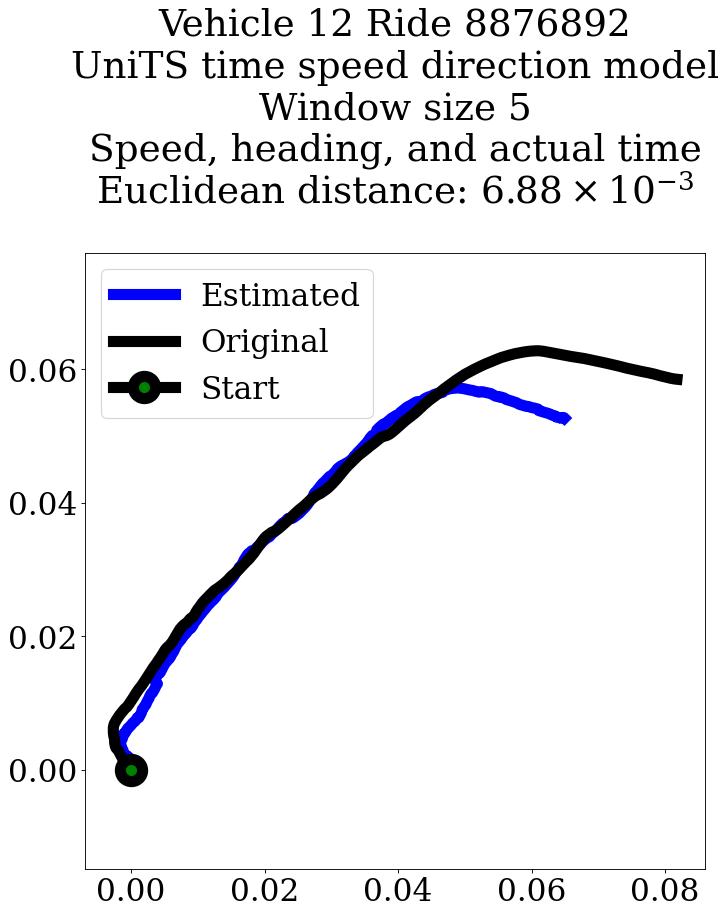 Vehicle 12 Ride 8876892
UniTS time speed direction model
Window size 5
Speed, heading, and actual time
Euclidean distance: 6.88 × 10⁻³
Estimated
Original
Start
0.06
0.04
0.02
0.00
0.00 0.02 0.04 0.06 0.08